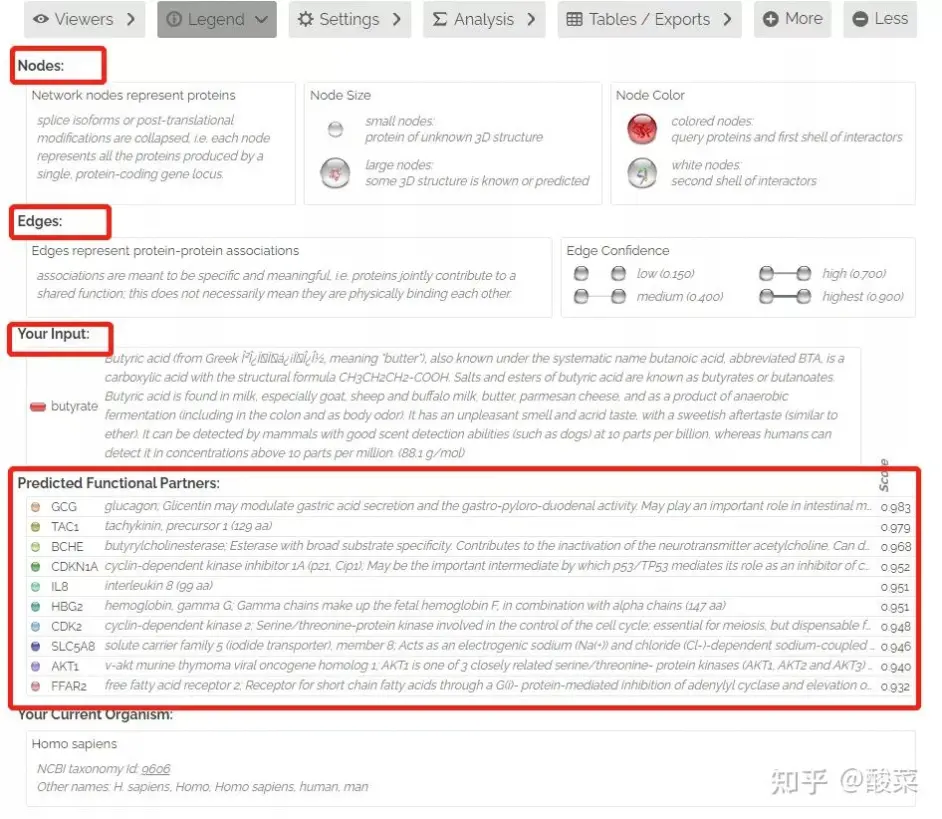 Viewers
Legend
Settings
Analysis
Tables / Exports
More
Less
Nodes:
Network nodes represent proteins
splice isoforms or post-translational
modifications are collapsed, i.e. each node
represents all the proteins produced by a
single, protein-coding gene locus.
Node Size
small nodes:
protein of unknown 3D structure
large nodes:
some 3D structure is known or predicted
Node Color
colored nodes:
query proteins and first shell of interactors
white nodes:
second shell of interactors
Edges:
Edges represent protein-protein associations
associations are meant to be specific and meaningful, i.e. proteins jointly contribute to a
shared function; this does not necessarily mean they are physically binding each other.
Edge Confidence
low (0.150)
high (0.700)
medium (0.400)
highest (0.900)
Your Input:
butyrate
Butyric acid (from Greek meaning "butter"), also known under the systematic name butanoic acid, abbreviated BTA, is a
carboxylic acid with the structural formula CH3CH2CH2-COOH. Salts and esters of butyric acid are known as butyrates or butanoates.
Butyric acid is found in milk, especially goat, sheep and buffalo milk, butter, parmesan cheese, and as a product of anaerobic
fermentation (including in the colon and as body odor). It has an unpleasant smell and acrid taste, with a sweetish aftertaste (similar to
ether). It can be detected by mammals with good scent detection abilities (such as dogs) at 10 parts per billion, whereas humans can
detect it in concentrations above 10 parts per million. (88.1 g/mol)
Score
Predicted Functional Partners:
GCG glucagon; Glicentin may modulate gastric acid secretion and the gastro-pyloro-duodenal activity. May play an important role in intestinal m... 0.983
TAC1 tachykinin, precursor 1 (129 aa) 0.979
BCHE butyrylcholinesterase; Esterase with broad substrate specificity. Contributes to the inactivation of the neurotransmitter acetylcholine. Can d... 0.968
CDKN1A cyclin-dependent kinase inhibitor 1A (p21, Cip1); May be the important intermediate by which p53/TP53 mediates its role as an inhibitor of c... 0.952
IL8 interleukin 8 (99 aa) 0.951
HBG2 hemoglobin, gamma G; Gamma chains make up the fetal hemoglobin F, in combination with alpha chains (147 aa) 0.951
CDK2 cyclin-dependent kinase 2; Serine/threonine-protein kinase involved in the control of the cell cycle; essential for meiosis, but dispensable f... 0.948
SLC5A8 solute carrier family 5 (iodide transporter), member 8; Acts as an electrogenic sodium (Na(+)) and chloride (Cl-)-dependent sodium-coupled ... 0.946
AKT1 v-akt murine thymoma viral oncogene homolog 1; AKT1 is one of 3 closely related serine/threonine- protein kinases (AKT1, AKT2 and AKT3) ... 0.940
FFAR2 free fatty acid receptor 2; Receptor for short chain fatty acids through a G(i)- protein-mediated inhibition of adenylyl cyclase and elevation o... 0.932
Your Current Organism:
Homo sapiens
NCBI taxonomy Id: 9606
Other names: H. sapiens, Homo, Homo sapiens, human, man
知乎 @酸菜